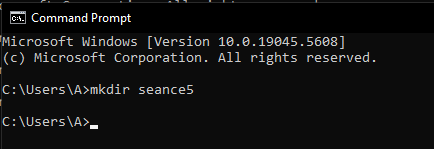 Command Prompt
Microsoft Windows [Version 10.0.19045.5608]
(c) Microsoft Corporation. All rights reserved.
C:\Users\A>mkdir seance5
C:\Users\A>